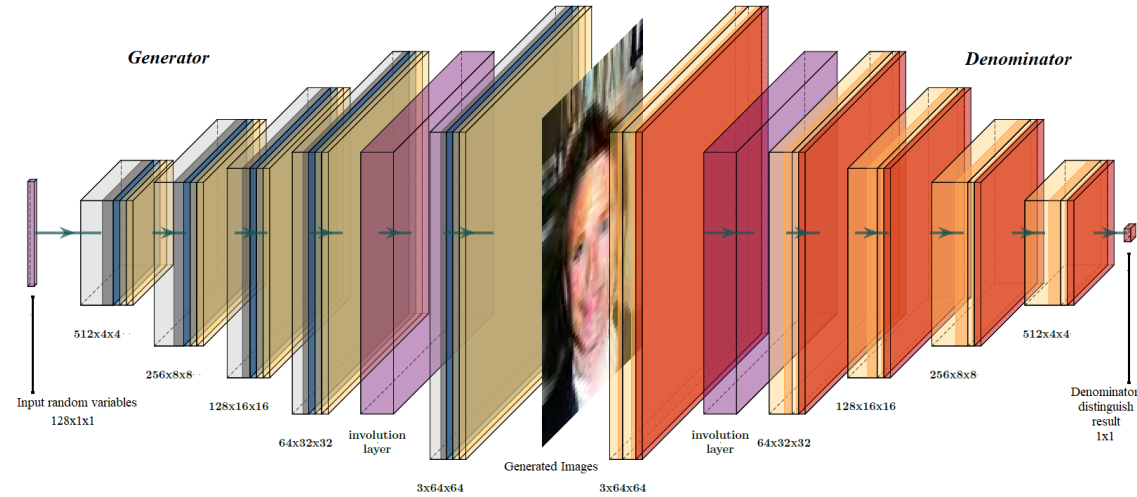 Generator
Denominator
512x4x4
256x8x8
128x16x16
64x32x32
involution
layer
3x64x64
Input random variables
128x1x1
Generated Images
3x64x64
involution
layer
64x32x32
128x16x16
256x8x8
512x4x4
Denominator
distinguish
result
1x1